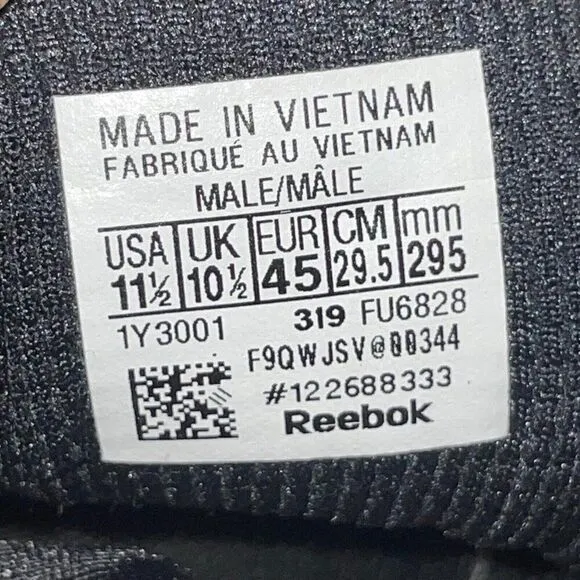 MADE IN VIETNAM
FABRIQUÉ AU VIETNAM
MALE/MÂLE
USA UK EUR CM mm
11½ 10½ 45 29.5 295
1Y3001 319 FU6828
F9QWJSV@00344
#122688333
Reebok